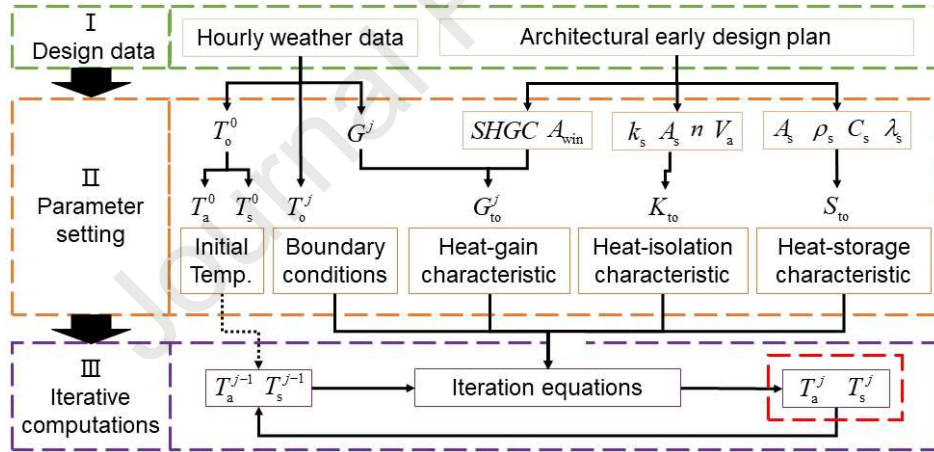 I
Design data
Hourly weather data
Architectural early design plan
T_o^0
G^j
SHGC A_win
k_s A_s n V_a
A_s ρ_s C_s λ_s
II
Parameter
setting
T_a^0 T_s^0 T_o^j
G_to^j
K_to
S_to
Initial
Temp.
Boundary
conditions
Heat-gain
characteristic
Heat-isolation
characteristic
Heat-storage
characteristic
III
Iterative
computations
T_a^{j-1} T_s^{j-1}
Iteration equations
T_a^j T_s^j
Journal P